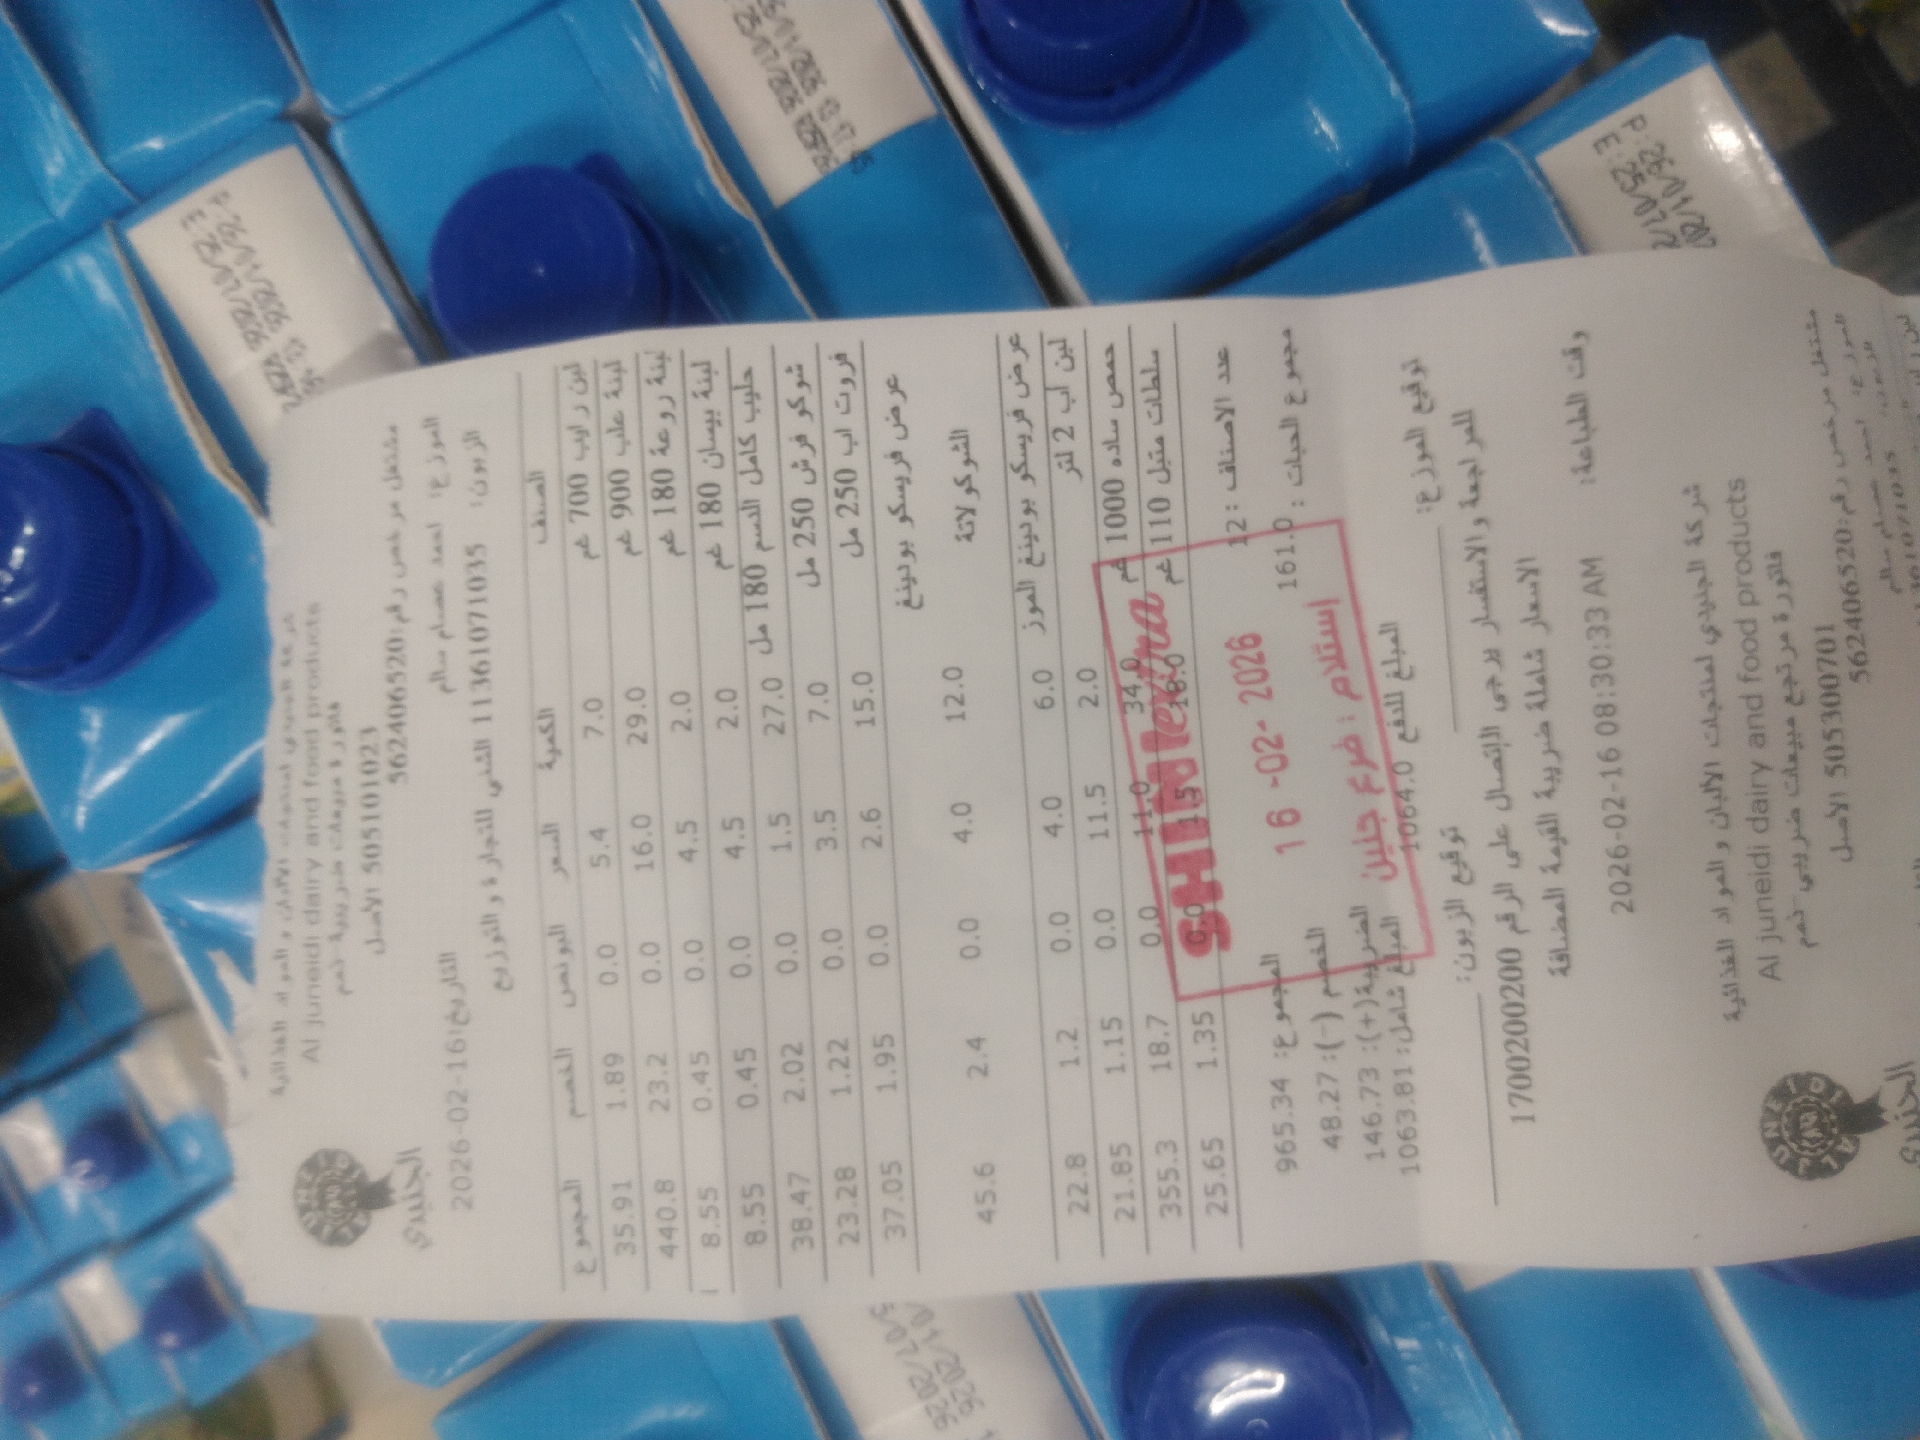 شركة الجنيدي لمنتجات الالبان و المواد الغذائية
Al juneidi dairy and food products
فاتورة مبيعات ضريبية-ذمم
505101023 الأصل
مشتغل مرخص رقم:562406520
الجنيدي
الموزع: احمد عصام سالم
التاريخ:2026-02-16
الزبون: 11361071035 الشني للتجارة و التوزيع
الصنف الكمية السعر البونص الخصم المجموع
لبن رايب 700 غم 7.0 5.4 0.0 1.89 35.91
لبنة علب 900 غم 29.0 16.0 0.0 23.2 440.8
لبنة روعة 180 غم 2.0 4.5 0.0 0.45 8.55
لبنة بيسان 180 غم 2.0 4.5 0.0 0.45 8.55
حليب كامل الدسم 180 مل 27.0 1.5 0.0 2.02 38.47
شوكو فرش 250 مل 7.0 3.5 0.0 1.22 23.28
فروت اب 250 مل 15.0 2.6 0.0 1.95 37.05
عرض فريسكو بودينغ
الشوكولاتة 12.0 4.0 0.0 2.4 45.6
عرض فريسكو بودينغ الموز 6.0 4.0 0.0 1.2 22.8
لبن اب 2 لتر 2.0 11.5 0.0 1.15 21.85
حمص ساده 1000 غم 34.0 11.0 0.0 18.7 355.3
سلطات متبل 110 غم 18.0 1.5 0.0 1.35 25.65
SHINI extra
16 -02- 2026
إستلام / فرع جنين
عدد الاصناف : 12
مجموع الحبات : 161.0
المجموع: 965.34
الخصم (-): 48.27
الضريبة(+): 146.73
المبلغ شامل: 1063.81
المبلغ للدفع 1064.0
توقيع الموزع:
توقيع الزبون:
للمراجعة والاستفسار يرجى الإتصال على الرقم 1700200200
الاسعار شاملة ضريبة القيمة المضافة
وقت الطباعة: 2026-02-16 08:30:33 AM
شركة الجنيدي لمنتجات الالبان و المواد الغذائية
Al juneidi dairy and food products
فاتورة مرتجع مبيعات ضريبي-ذمم
505300701 الأصل
مشتغل مرخص رقم:562406520
الجنيدي